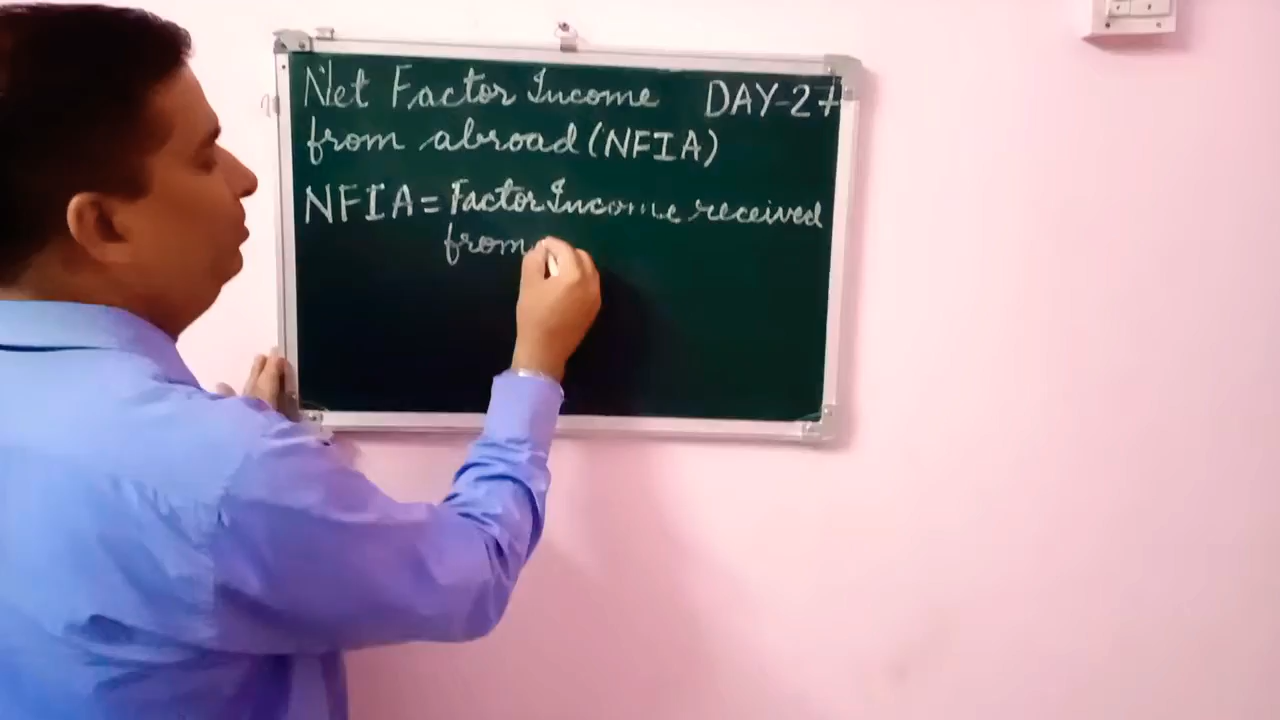 Net Factor Income DAY-27
from abroad (NFIA)
NFIA = Factor Income received
from